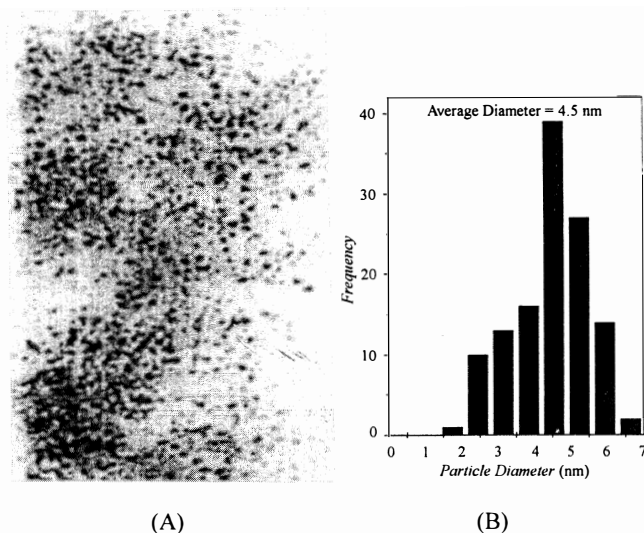 Average Diameter = 4.5 nm
40
30
20
10
0
Frequency
0 1 2 3 4 5 6 7
Particle Diameter (nm)
(A) (B)